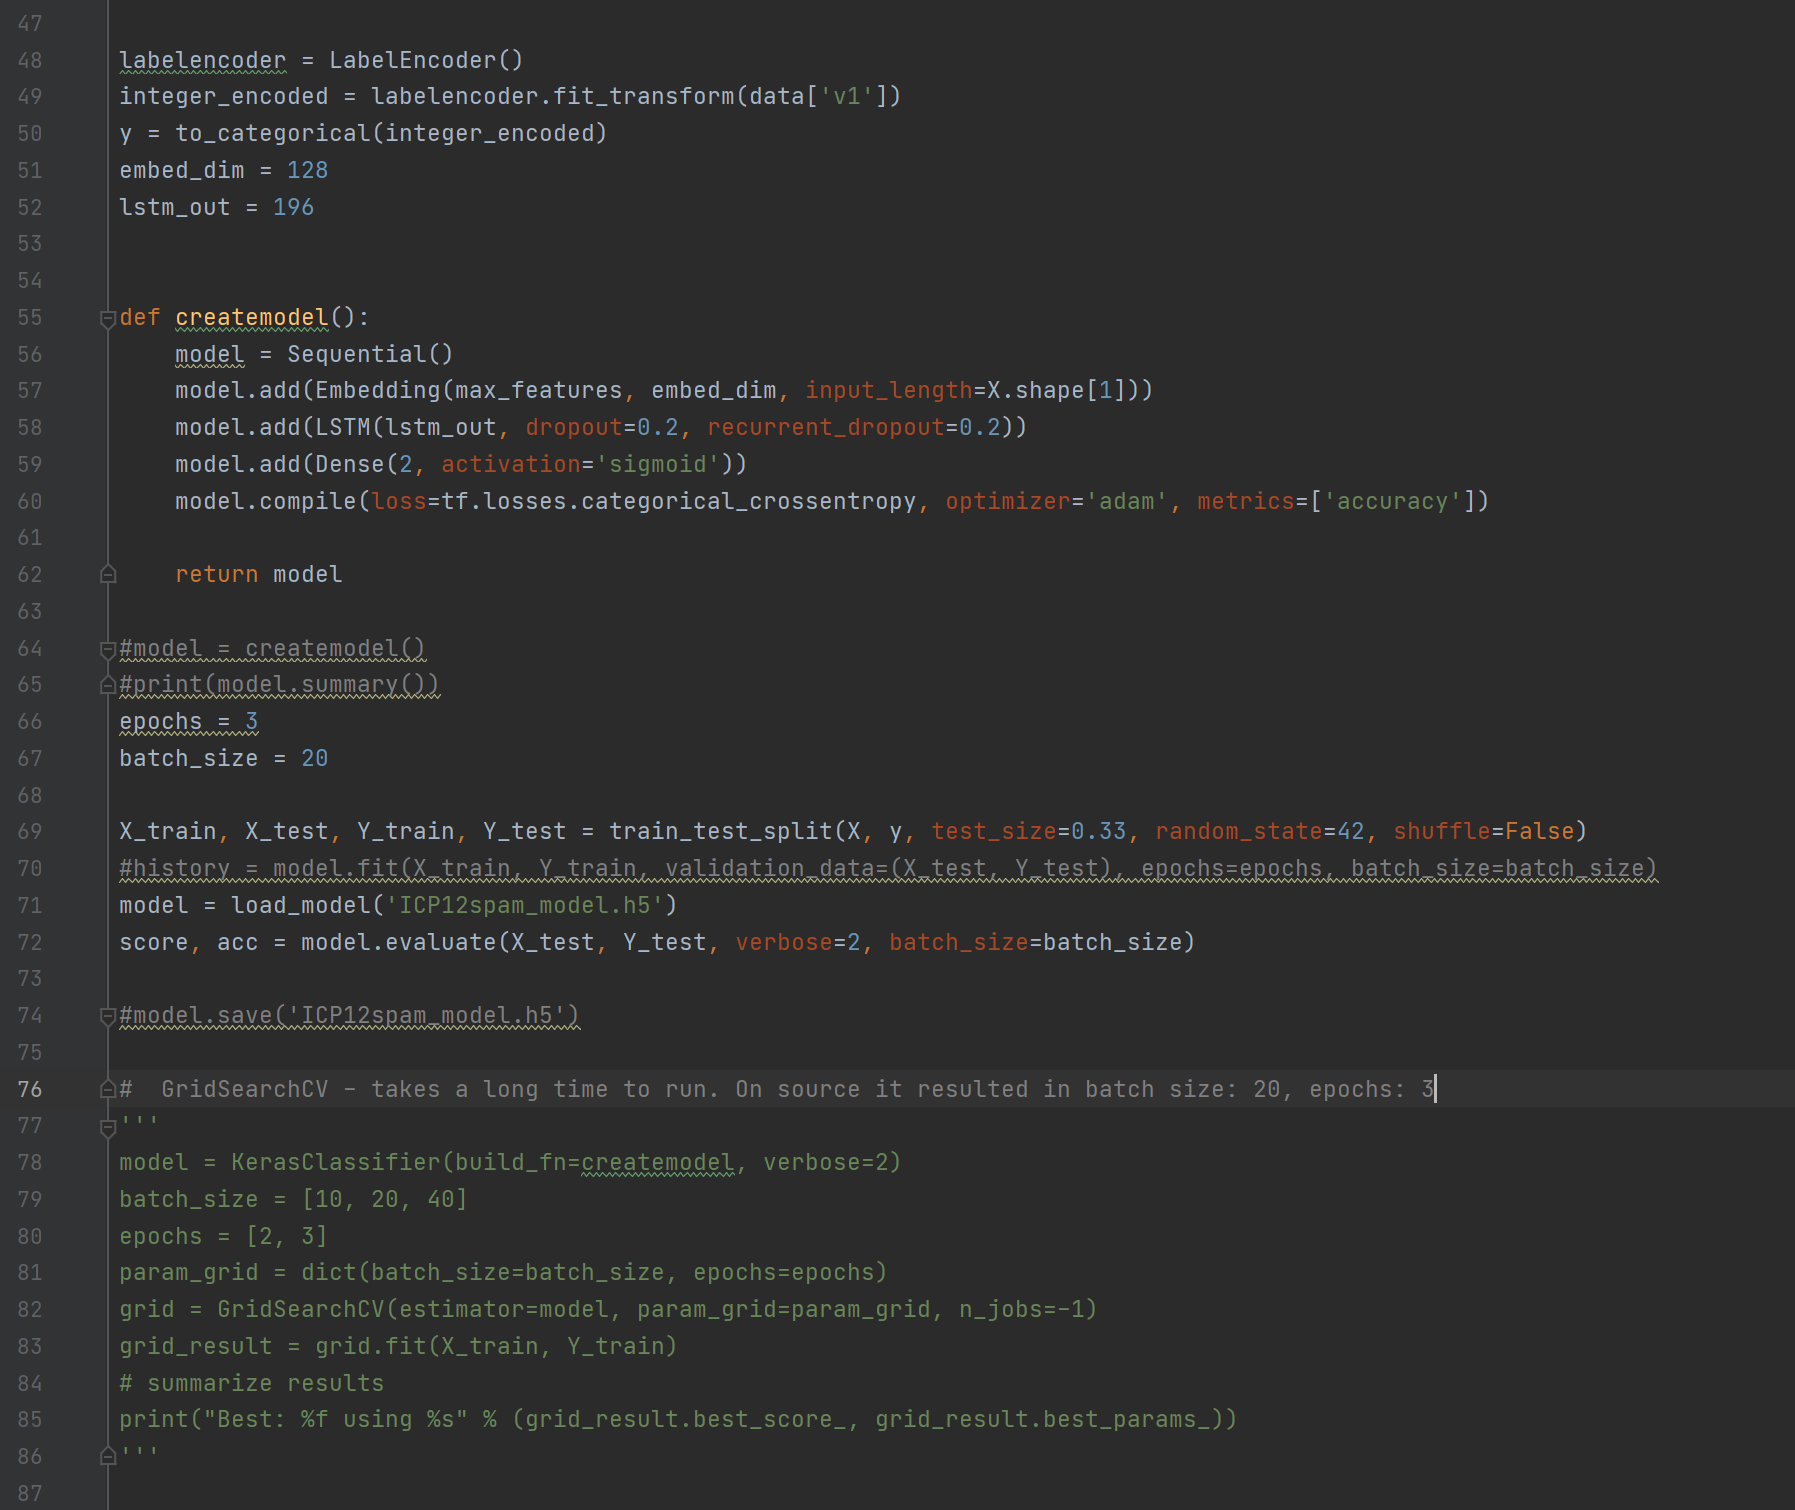 47
48 labelencoder = LabelEncoder()
49 integer_encoded = labelencoder.fit_transform(data['v1'])
50 y = to_categorical(integer_encoded)
51 embed_dim = 128
52 lstm_out = 196
53
54
55 def createmodel():
56     model = Sequential()
57     model.add(Embedding(max_features, embed_dim, input_length=X.shape[1]))
58     model.add(LSTM(lstm_out, dropout=0.2, recurrent_dropout=0.2))
59     model.add(Dense(2, activation='sigmoid'))
60     model.compile(loss=tf.losses.categorical_crossentropy, optimizer='adam', metrics=['accuracy'])
61
62     return model
63
64 #model = createmodel()
65 #print(model.summary())
66 epochs = 3
67 batch_size = 20
68
69 X_train, X_test, Y_train, Y_test = train_test_split(X, y, test_size=0.33, random_state=42, shuffle=False)
70 #history = model.fit(X_train, Y_train, validation_data=(X_test, Y_test), epochs=epochs, batch_size=batch_size)
71 model = load_model('ICP12spam_model.h5')
72 score, acc = model.evaluate(X_test, Y_test, verbose=2, batch_size=batch_size)
73
74 #model.save('ICP12spam_model.h5')
75
76 #  GridSearchCV - takes a long time to run. On source it resulted in batch size: 20, epochs: 3
77 '''
78 model = KerasClassifier(build_fn=createmodel, verbose=2)
79 batch_size = [10, 20, 40]
80 epochs = [2, 3]
81 param_grid = dict(batch_size=batch_size, epochs=epochs)
82 grid = GridSearchCV(estimator=model, param_grid=param_grid, n_jobs=-1)
83 grid_result = grid.fit(X_train, Y_train)
84 # summarize results
85 print("Best: %f using %s" % (grid_result.best_score_, grid_result.best_params_))
86 '''
87